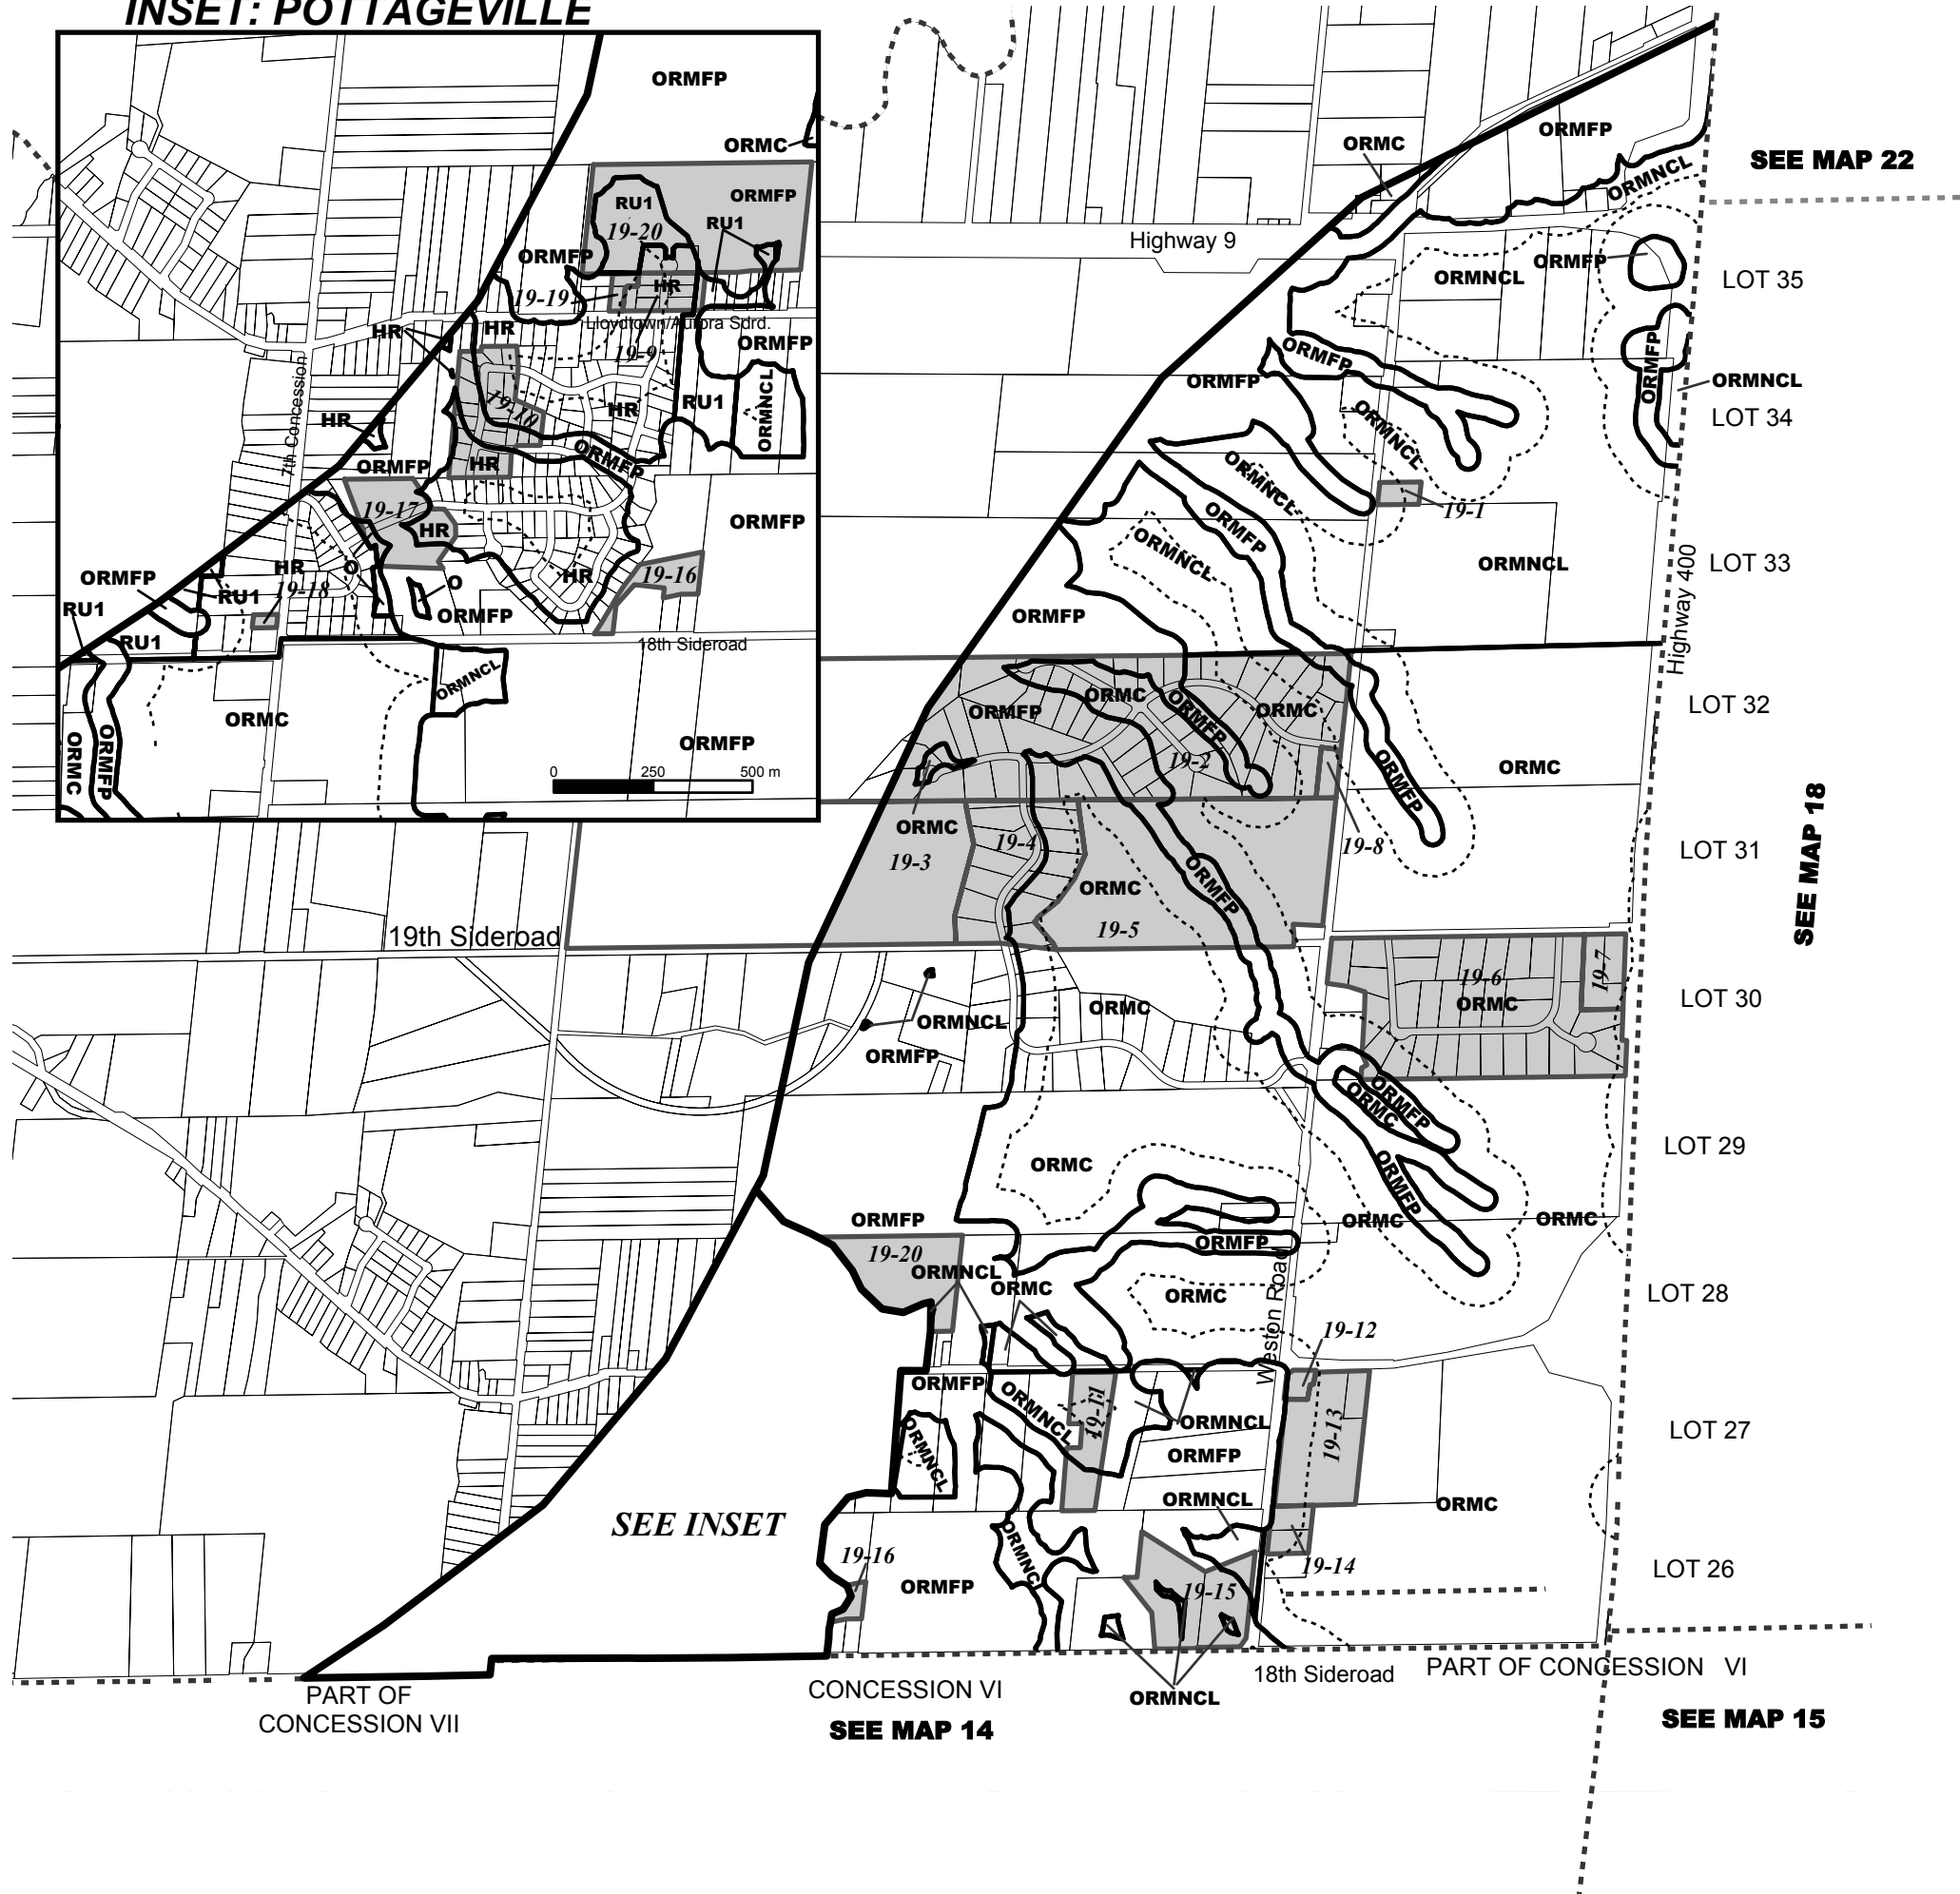 INSET: POTTAGEVILLE
ORMFP
ORMC
RU1
ORMFP
19-20
RU1
ORMFP
19-19
HR
HR
HR
Lloydtown/Aurora Sdrd.
19-9
ORMFP
7th Concession
HR
19-10
HR
RU1
ORMNCL
ORMFP
HR
ORMFP
19-17
HR
ORMFP
ORMFP
HR
O
O
HR
19-16
RU1
RU1
19-18
ORMFP
RU1
18th Sideroad
ORMNCL
ORMC
ORMFP
ORMC
ORMFP
0 250 500 m
ORMC
ORMFP
ORMNCL
SEE MAP 22
Highway 9
ORMNCL
ORMFP
LOT 35
ORMFP
ORMFP
ORMFP
ORMNCL
LOT 34
ORMNCL
ORMNCL
ORMFP
19-1
ORMNCL
ORMNCL
LOT 33
ORMFP
Highway 400
ORMC
ORMFP
ORMFP
ORMC
LOT 32
19-2
ORMFP
ORMC
SEE MAP 18
ORMC
19-3
19-4
19-8
LOT 31
ORMC
ORMFP
19-5
19th Sideroad
19-6
19-7
ORMC
LOT 30
ORMC
ORMNCL
ORMFP
ORMFP
ORMC
LOT 29
ORMC
ORMFP
ORMFP
ORMC
ORMC
19-20
ORMFP
ORMNCL
ORMC
ORMC
LOT 28
Weston Road
19-12
ORMFP
ORMNCL
19-11
ORMNCL
19-13
LOT 27
ORMNCL
ORMFP
ORMNCL
ORMC
SEE INSET
19-16
ORMFP
ORMNCL
19-14
LOT 26
19-15
ORMNCL
18th Sideroad
PART OF CONCESSION VI
PART OF
CONCESSION VII
CONCESSION VI
SEE MAP 14
SEE MAP 15